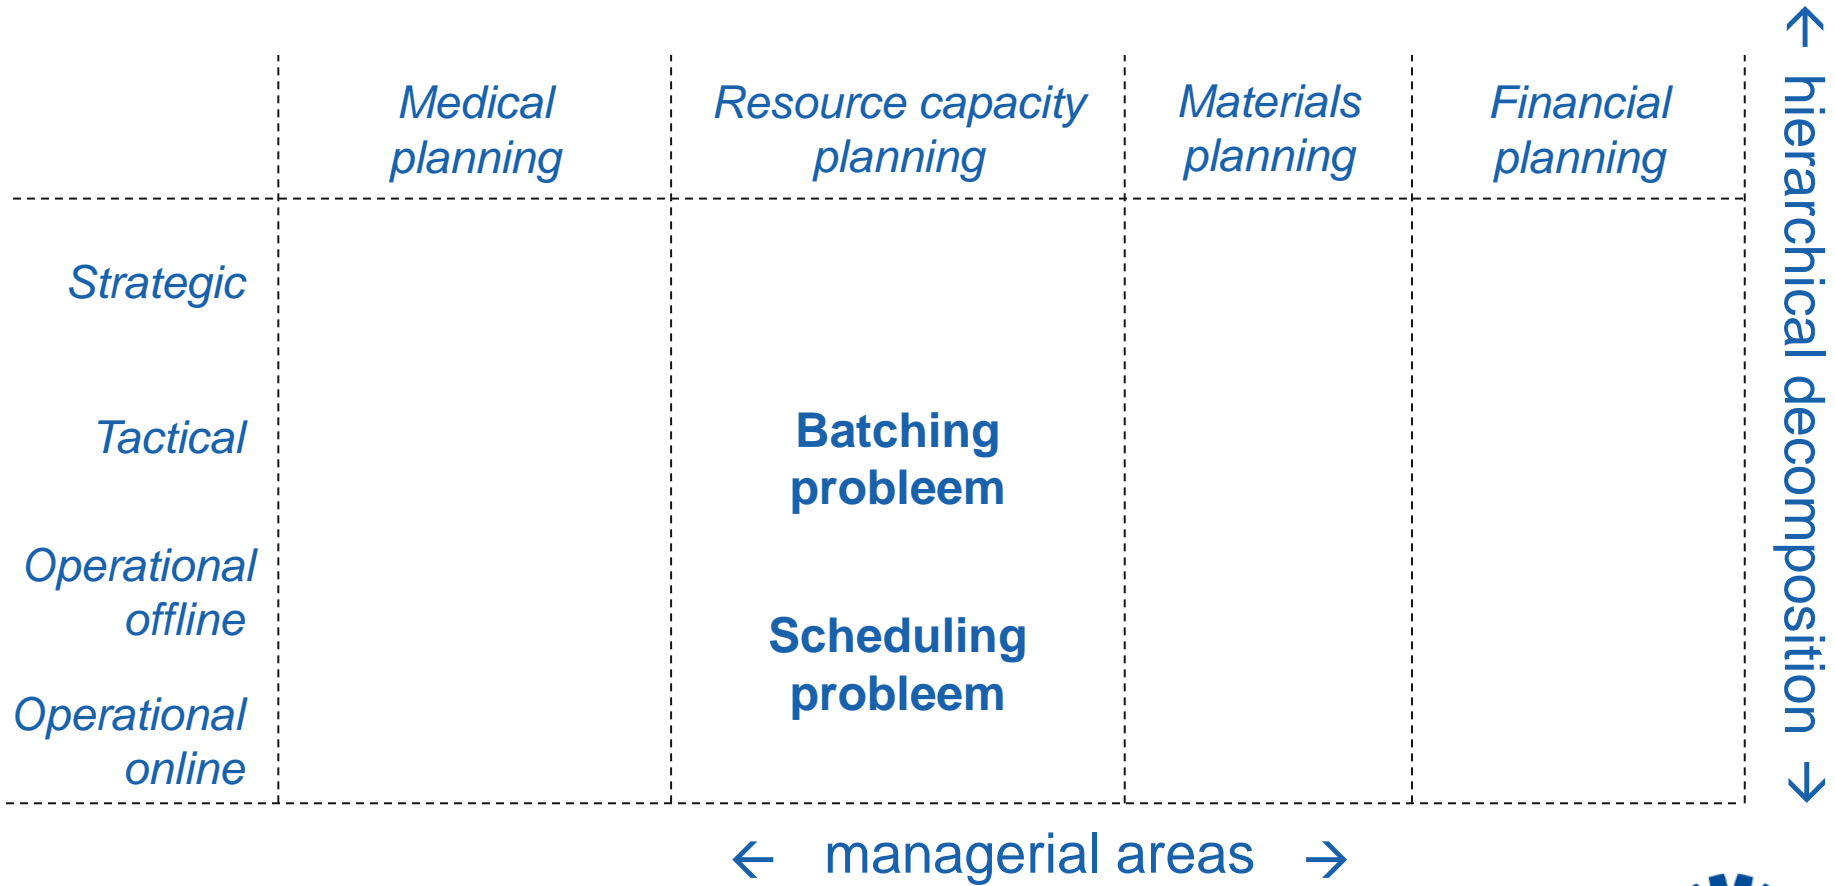 Medical
planning
Resource capacity
planning
Materials
planning
Financial
planning
Strategic
Tactical
Batching
probleem
Operational
offline
Scheduling
probleem
Operational
online
← managerial areas →
← hierarchical decomposition →